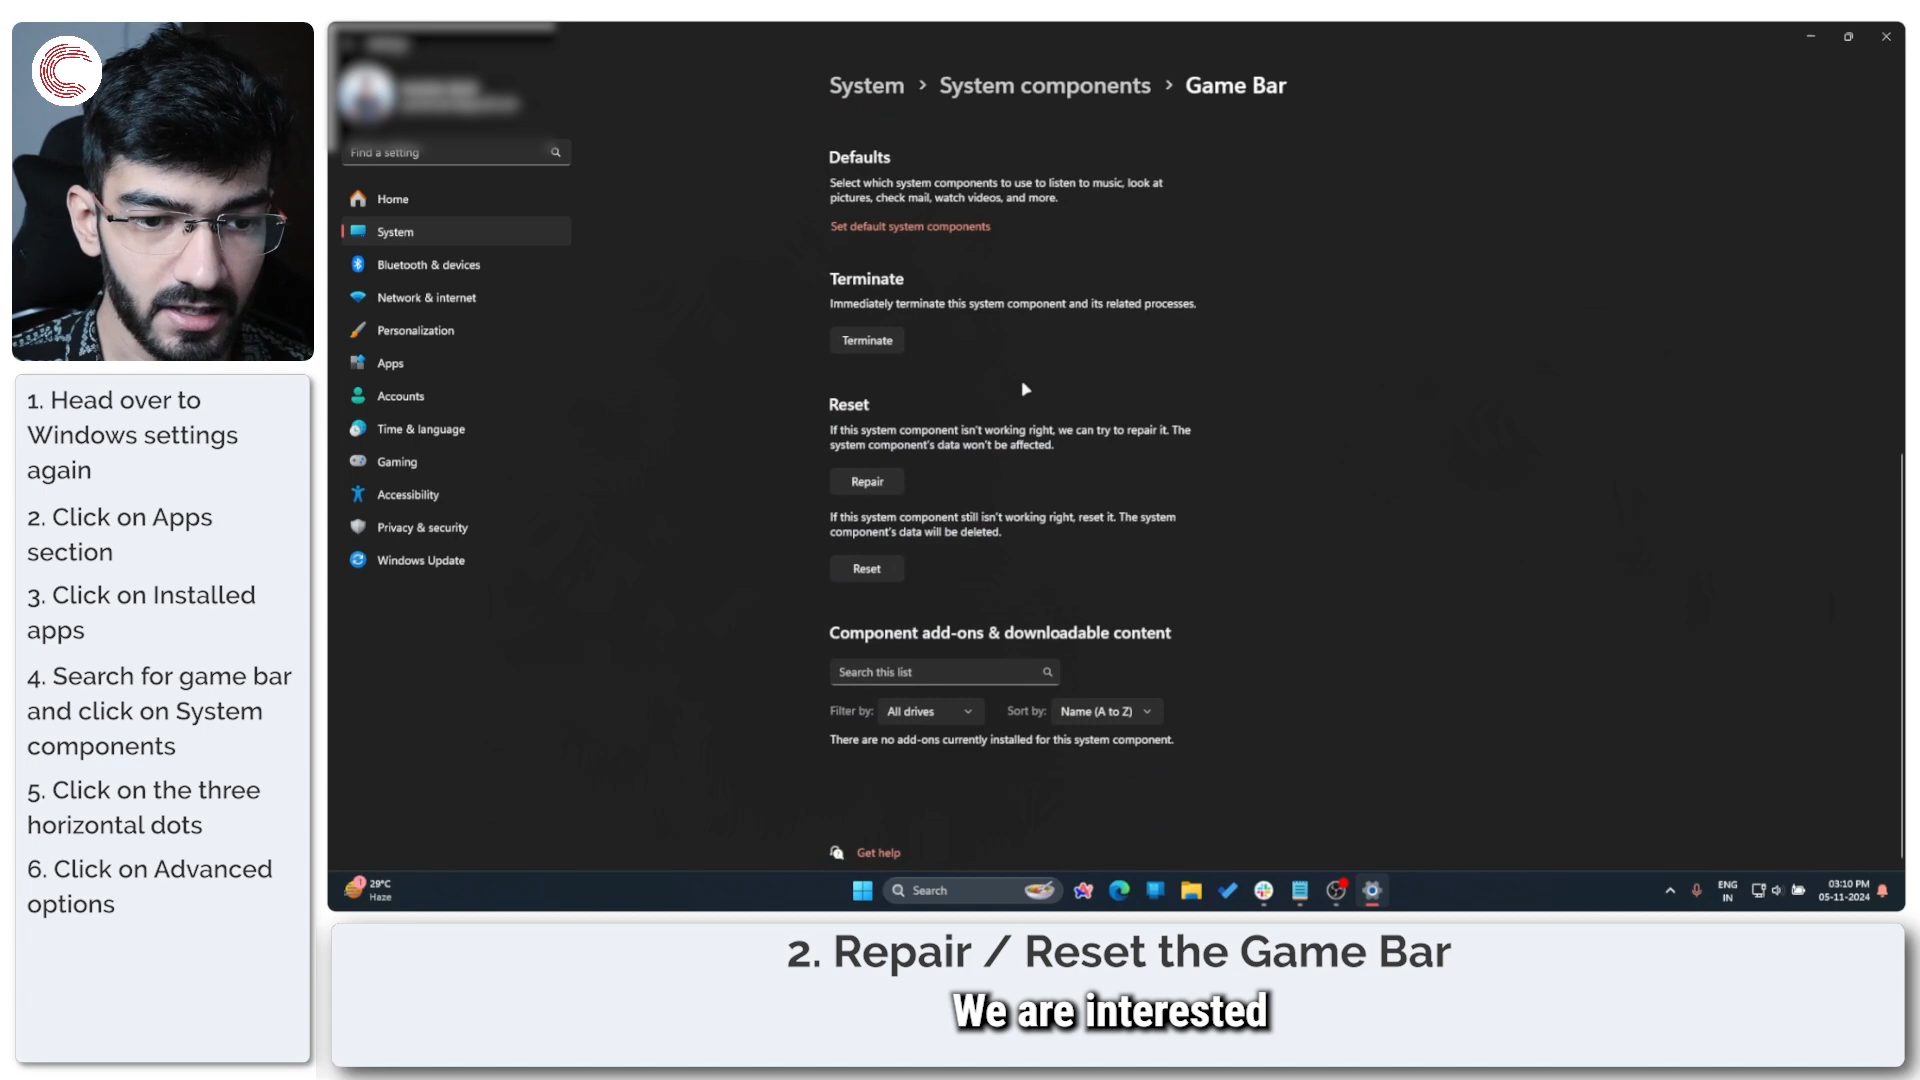 System > System components > Game Bar
Find a setting
Home
System
Bluetooth & devices
Network & internet
Personalization
Apps
Accounts
Time & language
Gaming
Accessibility
Privacy & security
Windows Update
Defaults
Select which system components to use to listen to music, look at
pictures, check mail, watch videos, and more.
Set default system components
Terminate
Immediately terminate this system component and its related processes.
Terminate
Reset
If this system component isn't working right, we can try to repair it. The
system component's data won't be affected.
Repair
If this system component still isn't working right, reset it. The system
component's data will be deleted.
Reset
Component add-ons & downloadable content
Search this list
Filter by: All drives Sort by: Name (A to Z)
There are no add-ons currently installed for this system component.
Get help
1
29°C
Haze
Search
ENG
IN
03:10 PM
05-11-2024
1. Head over to
Windows settings
again
2. Click on Apps
section
3. Click on Installed
apps
4. Search for game bar
and click on System
components
5. Click on the three
horizontal dots
6. Click on Advanced
options
2. Repair / Reset the Game Bar
We are interested